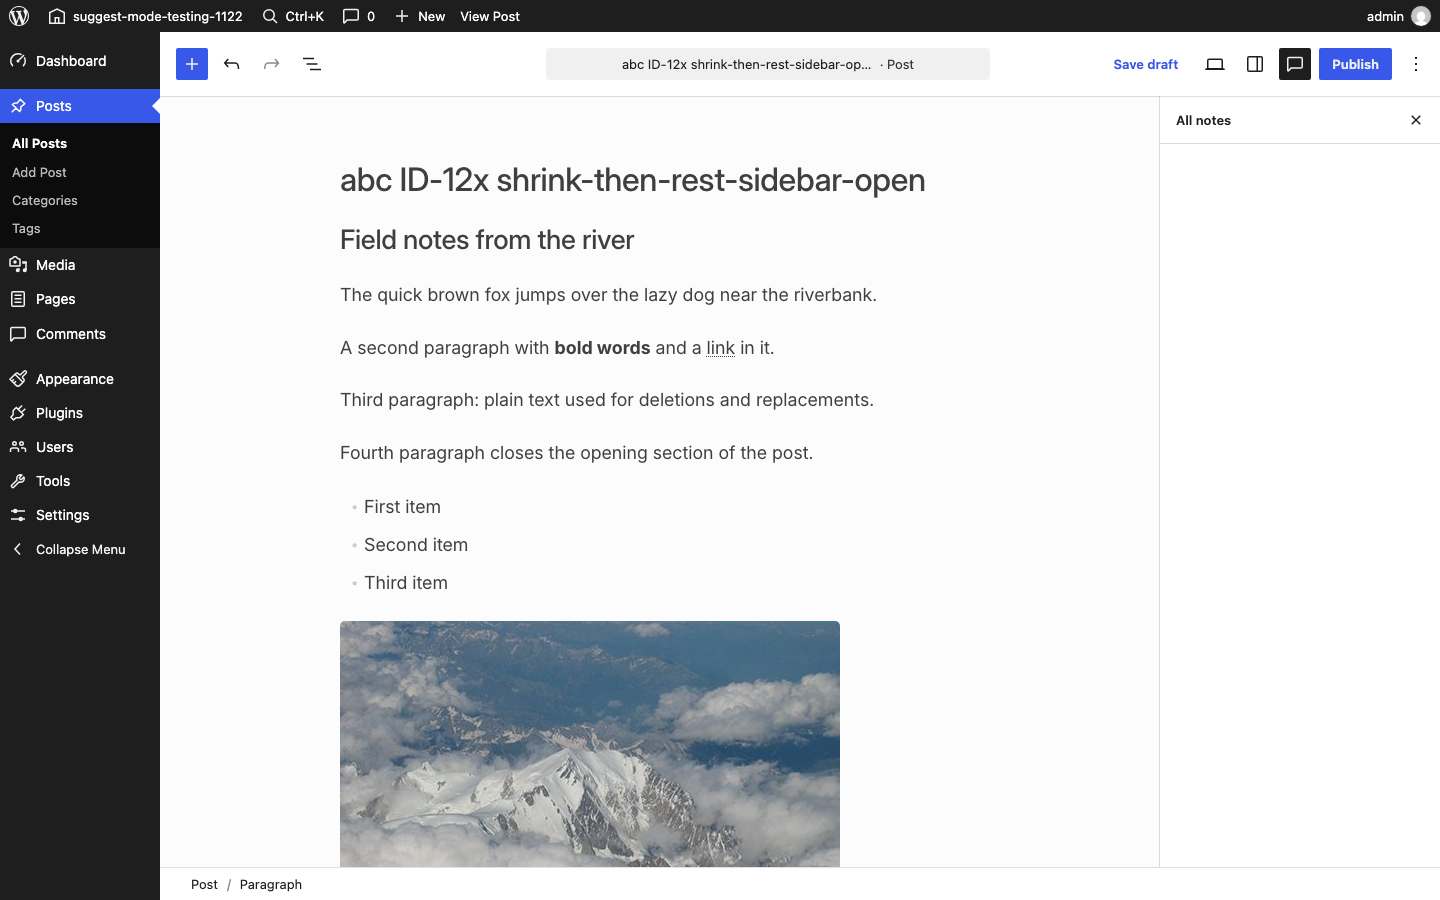 suggest-mode-testing-1122 Ctrl+K 0 New View Post admin
Dashboard
Posts
All Posts
Add Post
Categories
Tags
Media
Pages
Comments
Appearance
Plugins
Users
Tools
Settings
Collapse Menu
abc ID-12x shrink-then-rest-sidebar-op... · Post
Save draft
Publish
abc ID-12x shrink-then-rest-sidebar-open
Field notes from the river
The quick brown fox jumps over the lazy dog near the riverbank.
A second paragraph with bold words and a link in it.
Third paragraph: plain text used for deletions and replacements.
Fourth paragraph closes the opening section of the post.
• First item
• Second item
• Third item
All notes
Post / Paragraph